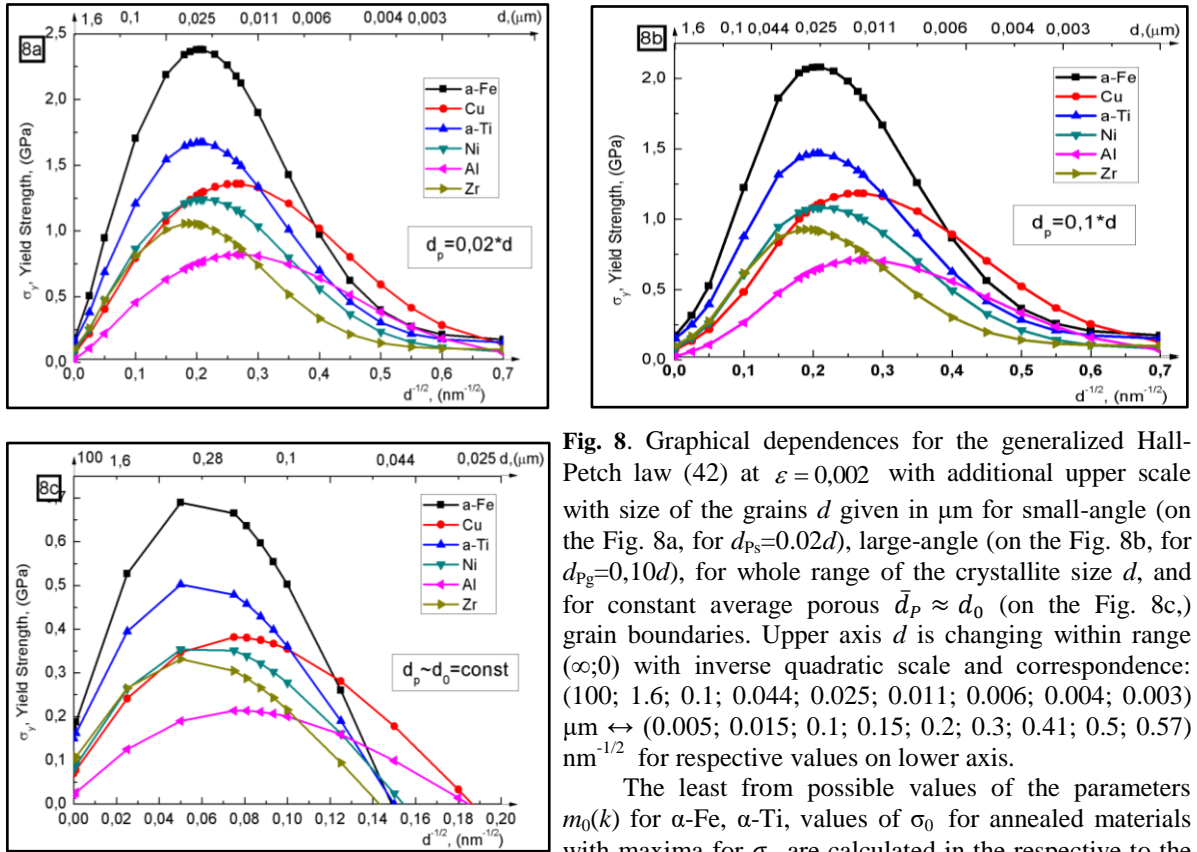 1,6 0,1 0,025 0,011 0,006 0,004 0,003 d,(μm)
8a
2,5
2,0
1,5
1,0
0,5
0,0
σy, Yield Strength, (GPa)
a-Fe
Cu
a-Ti
Ni
Al
Zr
dp=0,02*d
0,0 0,1 0,2 0,3 0,4 0,5 0,6 0,7
d-1/2, (nm-1/2)
1,6 0,1 0,044 0,025 0,011 0,006 0,004 0,003 d,(μm)
8b
2,0
1,5
1,0
0,5
0,0
σy, Yield Strength, (GPa)
a-Fe
Cu
a-Ti
Ni
Al
Zr
dp=0,1*d
0,0 0,1 0,2 0,3 0,4 0,5 0,6 0,7
d-1/2, (nm-1/2)
100 1,6 0,28 0,1 0,044 0,025 d,(μm)
8c
0,6
0,5
0,4
0,3
0,2
0,1
0,0
σy, Yield Strength, (GPa)
a-Fe
Cu
a-Ti
Ni
Al
Zr
dp~d0=const
0,00 0,02 0,04 0,06 0,08 0,10 0,12 0,14 0,16 0,18 0,20
d-1/2, (nm-1/2)
Fig. 8. Graphical dependences for the generalized Hall-
Petch law (42) at ε = 0,002 with additional upper scale
with size of the grains d given in μm for small-angle (on
the Fig. 8a, for dPs=0.02d), large-angle (on the Fig. 8b, for
dPg=0,10d), for whole range of the crystallite size d, and
for constant average porous d̄P ≈ d0 (on the Fig. 8c,)
grain boundaries. Upper axis d is changing within range
(∞;0) with inverse quadratic scale and correspondence:
(100; 1.6; 0.1; 0.044; 0.025; 0.011; 0.006; 0.004; 0.003)
μm ↔ (0.005; 0.015; 0.1; 0.15; 0.2; 0.3; 0.41; 0.5; 0.57)
nm-1/2 for respective values on lower axis.
The least from possible values of the parameters
m0(k) for α-Fe, α-Ti, values of σ0 for annealed materials
with maxima for σ are calculated in the respective to the